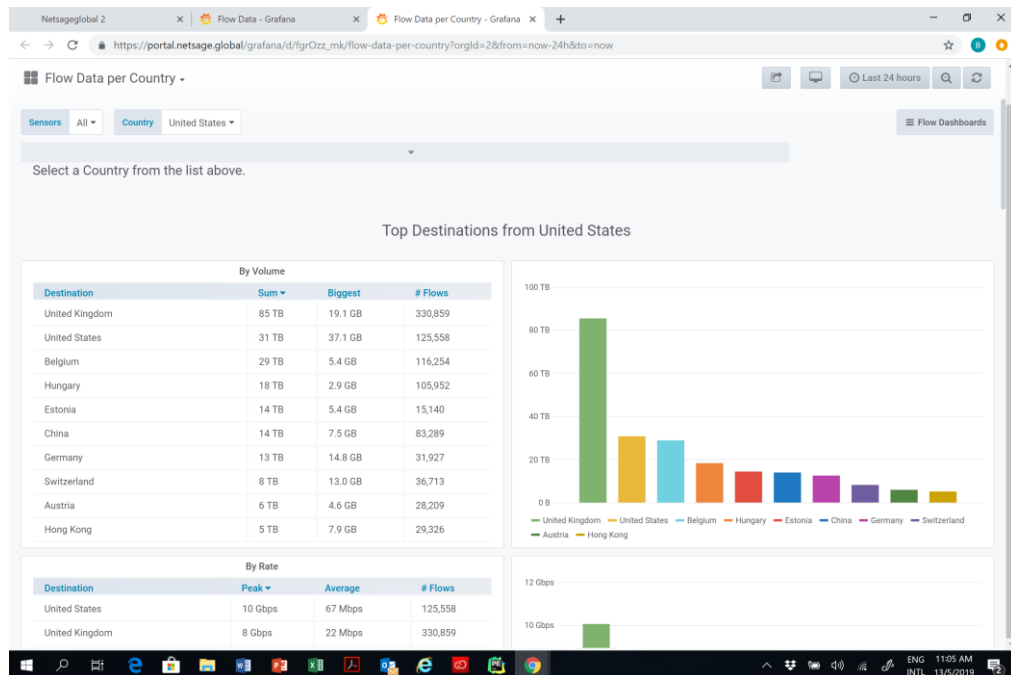 Netsageglobal 2
Flow Data - Grafana
Flow Data per Country - Grafana
https://portal.netsage.global/grafana/d/fgrOzz_mk/flow-data-per-country?orgId=2&from=now-24h&to=now
B
Flow Data per Country
Last 24 hours
Sensors All Country United States
Flow Dashboards
Select a Country from the list above.
Top Destinations from United States
By Volume
Destination Sum Biggest # Flows
United Kingdom 85 TB 19.1 GB 330,859
United States 31 TB 37.1 GB 125,558
Belgium 29 TB 5.4 GB 116,254
Hungary 18 TB 2.9 GB 105,952
Estonia 14 TB 5.4 GB 15,140
China 14 TB 7.5 GB 83,289
Germany 13 TB 14.8 GB 31,927
Switzerland 8 TB 13.0 GB 36,713
Austria 6 TB 4.6 GB 28,209
Hong Kong 5 TB 7.9 GB 29,326
100 TB
80 TB
60 TB
40 TB
20 TB
0 B
United Kingdom United States Belgium Hungary Estonia China Germany Switzerland
Austria Hong Kong
By Rate
Destination Peak Average # Flows
United States 10 Gbps 67 Mbps 125,558
United Kingdom 8 Gbps 22 Mbps 330,859
12 Gbps
10 Gbps
ENG 11:05 AM
INTL 13/5/2019